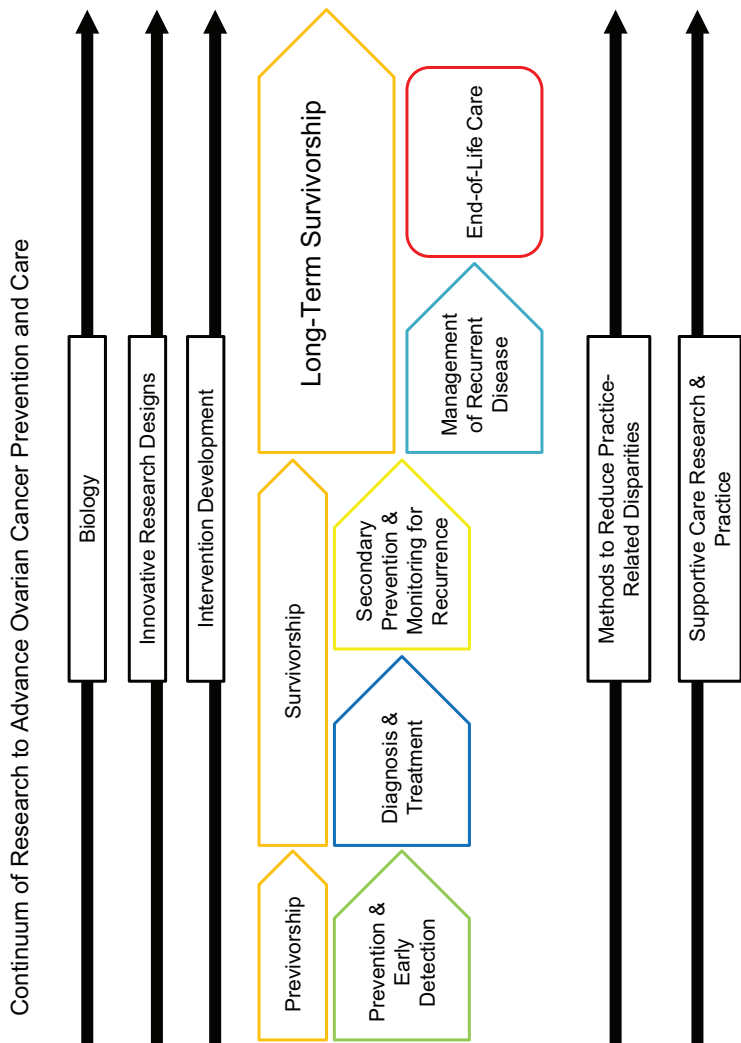 Continuum of Research to Advance Ovarian Cancer Prevention and Care
Biology
Innovative Research Designs
Intervention Development
Previvorship
Survivorship
Long-Term Survivorship
Prevention &
Early
Detection
Diagnosis &
Treatment
Secondary
Prevention &
Monitoring for
Recurrence
Management
of Recurrent
Disease
End-of-Life Care
Methods to Reduce Practice-
Related Disparities
Supportive Care Research &
Practice